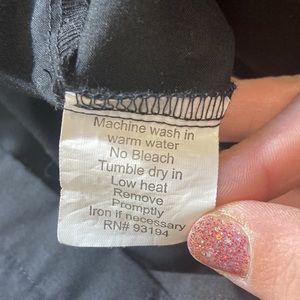 Machine wash in
warm water
No Bleach
Tumble dry in
Low heat
Remove
Promptly
Iron if necessary
RN# 93194